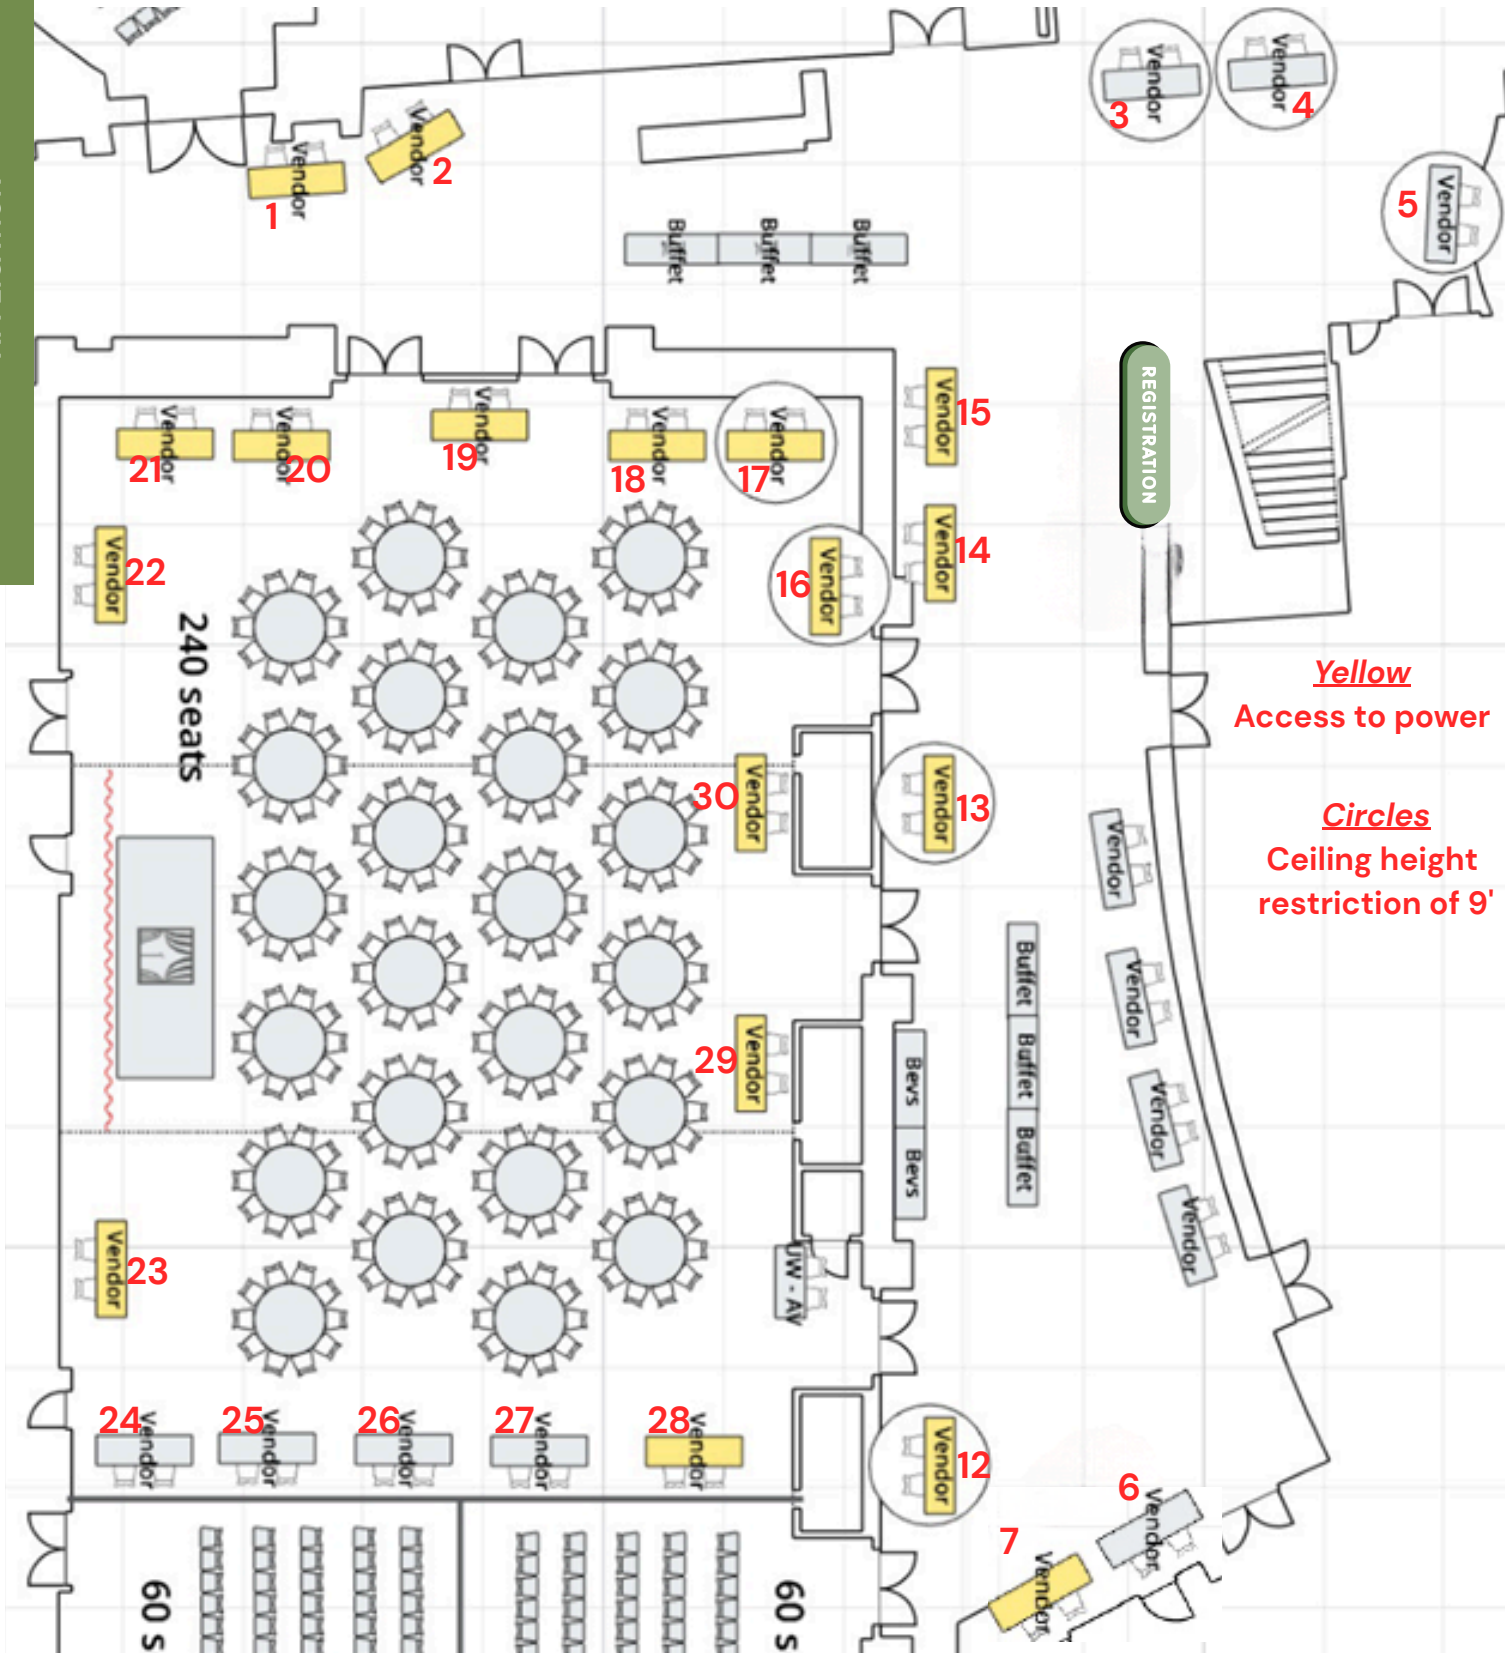 Vendor
1
Vendor
2
Vendor
3
Vendor
4
Vendor
5
Buffet
Buffet
Buffet
REGISTRATION
Vendor
15
Vendor
14
Vendor
21
Vendor
20
Vendor
19
Vendor
18
Vendor
17
Vendor
16
Vendor
22
240 seats
Yellow
Access to power
Circles
Ceiling height
restriction of 9'
Vendor
30
Vendor
13
Vendor
Vendor
Vendor
Vendor
Buffet
Buffet
Buffet
Vendor
29
Bevs
Bevs
UW - AV
Vendor
23
Vendor
24
Vendor
25
Vendor
26
Vendor
27
Vendor
28
Vendor
12
Vendor
6
Vendor
7
60 s
60 s